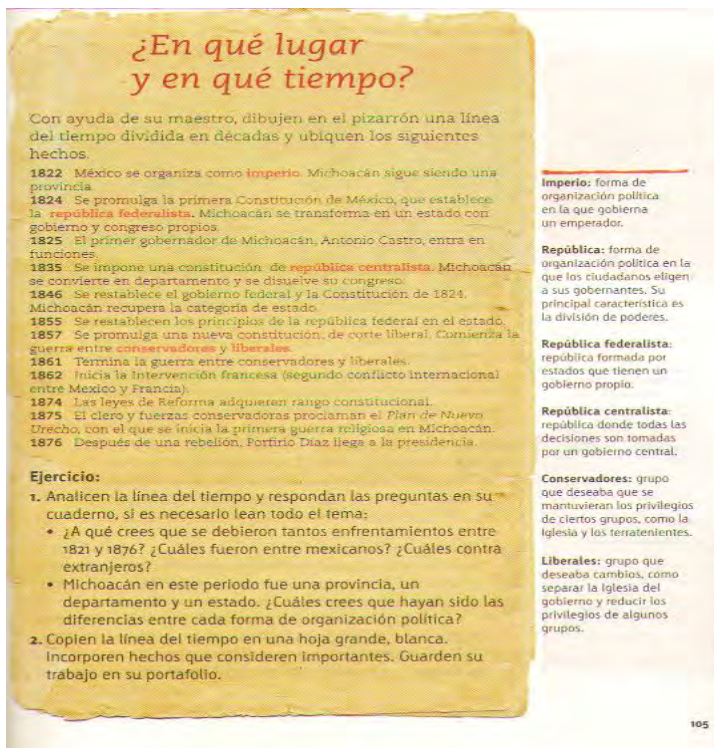 ¿En qué lugar
y en qué tiempo?
Con ayuda de su maestro, dibujen en el pizarrón una línea
del tiempo dividida en décadas y ubiquen los siguientes
hechos.
1822 México se organiza como imperio. Michoacán sigue siendo una
provincia.
1824 Se promulga la primera Constitución de México, que establece
la república federalista. Michoacán se transforma en un estado con
gobierno y congreso propios.
1825 El primer gobernador de Michoacán, Antonio Castro, entra en
funciones.
1835 Se impone una constitución de república centralista. Michoacán
se convierte en departamento y se disuelve su congreso.
1846 Se restablece el gobierno federal y la Constitución de 1824.
Michoacán recupera la categoría de estado.
1855 Se restablecen los principios de la república federal en el estado.
1857 Se promulga una nueva constitución, de corte liberal. Comienza la
guerra entre conservadores y liberales.
1861 Termina la guerra entre conservadores y liberales.
1862 Inicia la Intervención francesa (segundo conflicto internacional
entre México y Francia).
1874 Las leyes de Reforma adquieren rango constitucional.
1875 El clero y fuerzas conservadoras proclaman el Plan de Nuevo
Urecho, con el que se inicia la primera guerra religiosa en Michoacán.
1876 Después de una rebelión, Porfirio Díaz llega a la presidencia.
Ejercicio:
1. Analicen la línea del tiempo y respondan las preguntas en su
cuaderno, si es necesario lean todo el tema:
• ¿A qué crees que se debieron tantos enfrentamientos entre
1821 y 1876? ¿Cuáles fueron entre mexicanos? ¿Cuáles contra
extranjeros?
• Michoacán en este periodo fue una provincia, un
departamento y un estado. ¿Cuáles crees que hayan sido las
diferencias entre cada forma de organización política?
2. Copien la línea del tiempo en una hoja grande, blanca.
Incorporen hechos que consideren importantes. Guarden su
trabajo en su portafolio.
Imperio: forma de
organización política
en la que gobierna
un emperador.
República: forma de
organización política en la
que los ciudadanos eligen
a sus gobernantes. Su
principal característica es
la división de poderes.
República federalista:
república formada por
estados que tienen un
gobierno propio.
República centralista:
república donde todas las
decisiones son tomadas
por un gobierno central.
Conservadores: grupo
que deseaba que se
mantuvieran los privilegios
de ciertos grupos, como la
Iglesia y los terratenientes.
Liberales: grupo que
deseaba cambios, como
separar la Iglesia del
gobierno y reducir los
privilegios de algunos
grupos.
105